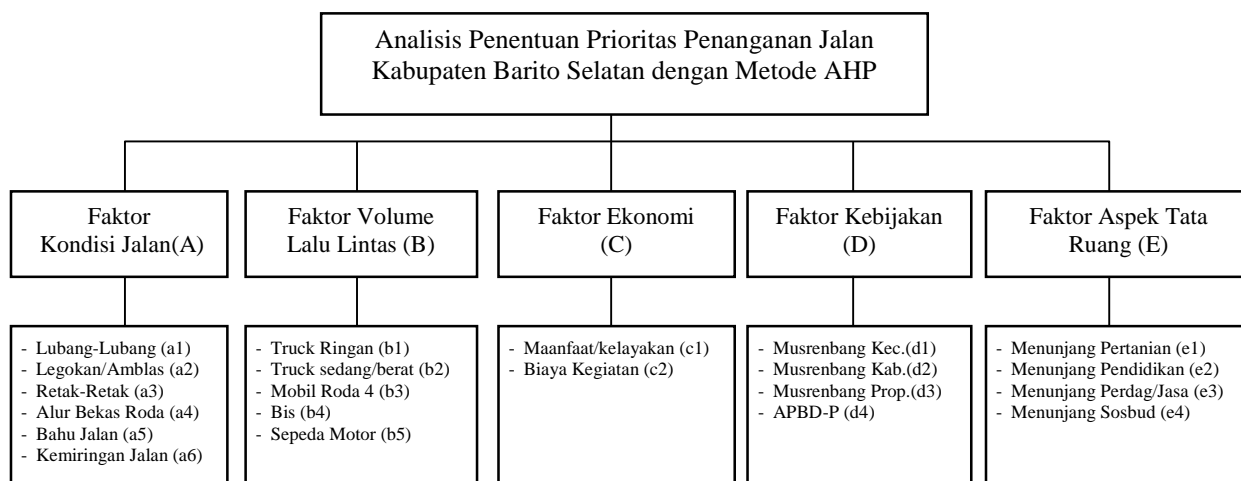 Analisis Penentuan Prioritas Penanganan Jalan
Kabupaten Barito Selatan dengan Metode AHP
Faktor
Kondisi Jalan(A)
Faktor Volume
Lalu Lintas (B)
Faktor Ekonomi
(C)
Faktor Kebijakan
(D)
Faktor Aspek Tata
Ruang (E)
- Lubang-Lubang (a1)
- Legokan/Amblas (a2)
- Retak-Retak (a3)
- Alur Bekas Roda (a4)
- Bahu Jalan (a5)
- Kemiringan Jalan (a6)
- Truck Ringan (b1)
- Truck sedang/berat (b2)
- Mobil Roda 4 (b3)
- Bis (b4)
- Sepeda Motor (b5)
- Maanfaat/kelayakan (c1)
- Biaya Kegiatan (c2)
- Musrenbang Kec.(d1)
- Musrenbang Kab.(d2)
- Musrenbang Prop.(d3)
- APBD-P (d4)
- Menunjang Pertanian (e1)
- Menunjang Pendidikan (e2)
- Menunjang Perdag/Jasa (e3)
- Menunjang Sosbud (e4)